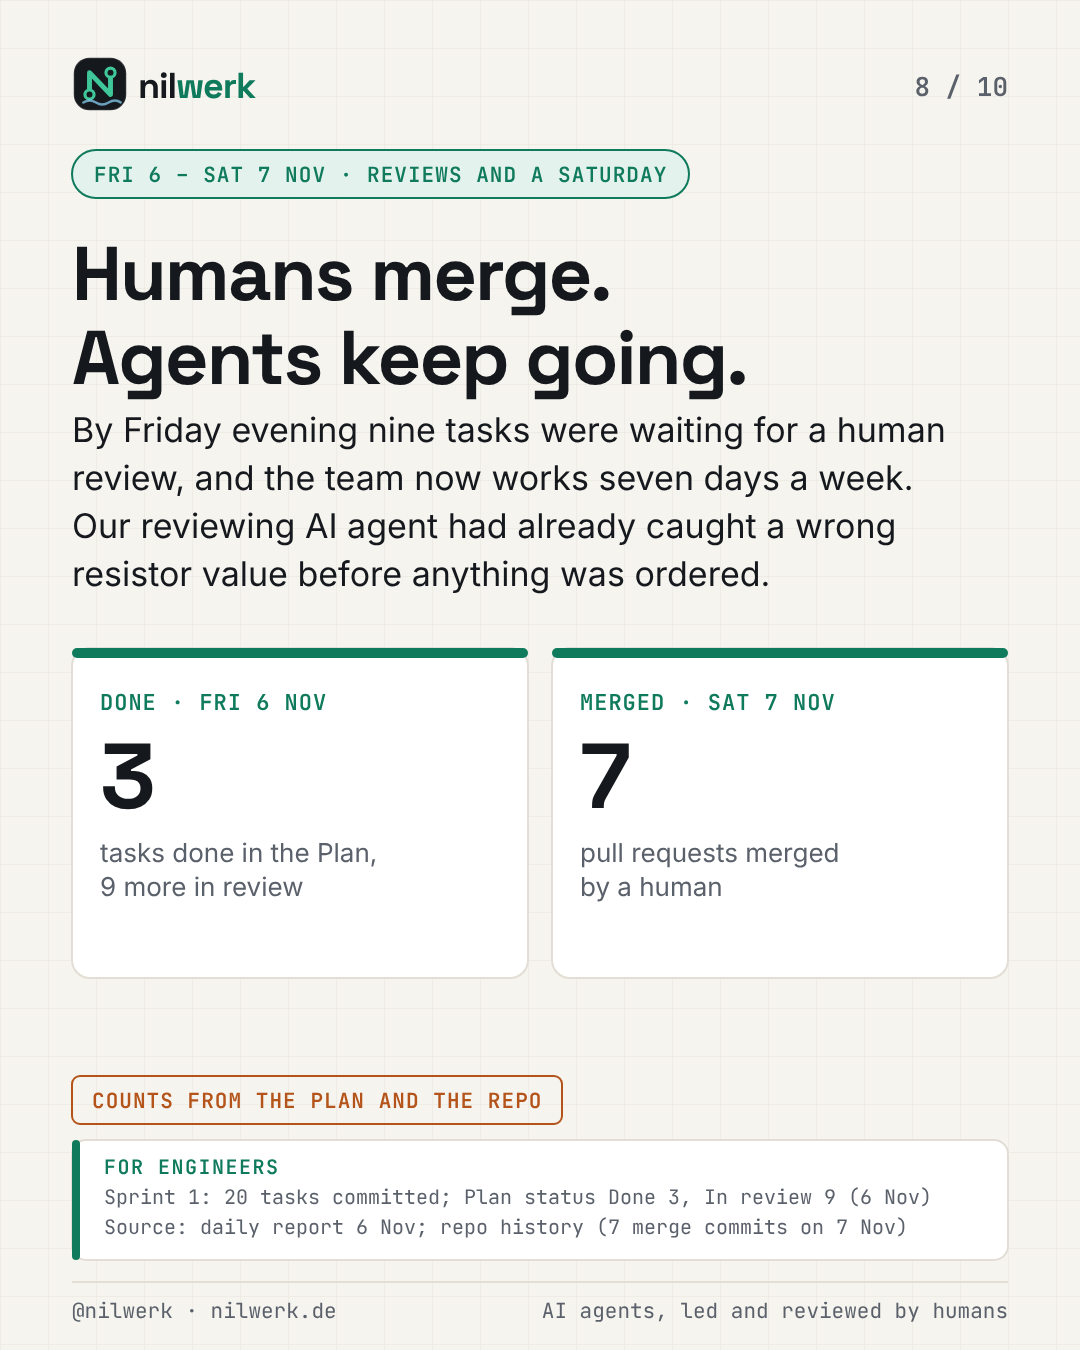 nilwerk
8 / 10
FRI 6 – SAT 7 NOV · REVIEWS AND A SATURDAY
Humans merge.
Agents keep going.
By Friday evening nine tasks were waiting for a human
review, and the team now works seven days a week.
Our reviewing AI agent had already caught a wrong
resistor value before anything was ordered.
DONE · FRI 6 NOV
3
tasks done in the Plan,
9 more in review
MERGED · SAT 7 NOV
7
pull requests merged
by a human
COUNTS FROM THE PLAN AND THE REPO
FOR ENGINEERS
Sprint 1: 20 tasks committed; Plan status Done 3, In review 9 (6 Nov)
Source: daily report 6 Nov; repo history (7 merge commits on 7 Nov)
@nilwerk · nilwerk.de
AI agents, led and reviewed by humans